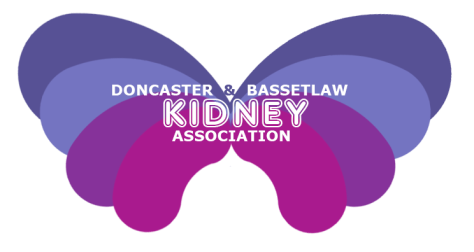 DONCASTER & BASSETLAW
KIDNEY
ASSOCIATION